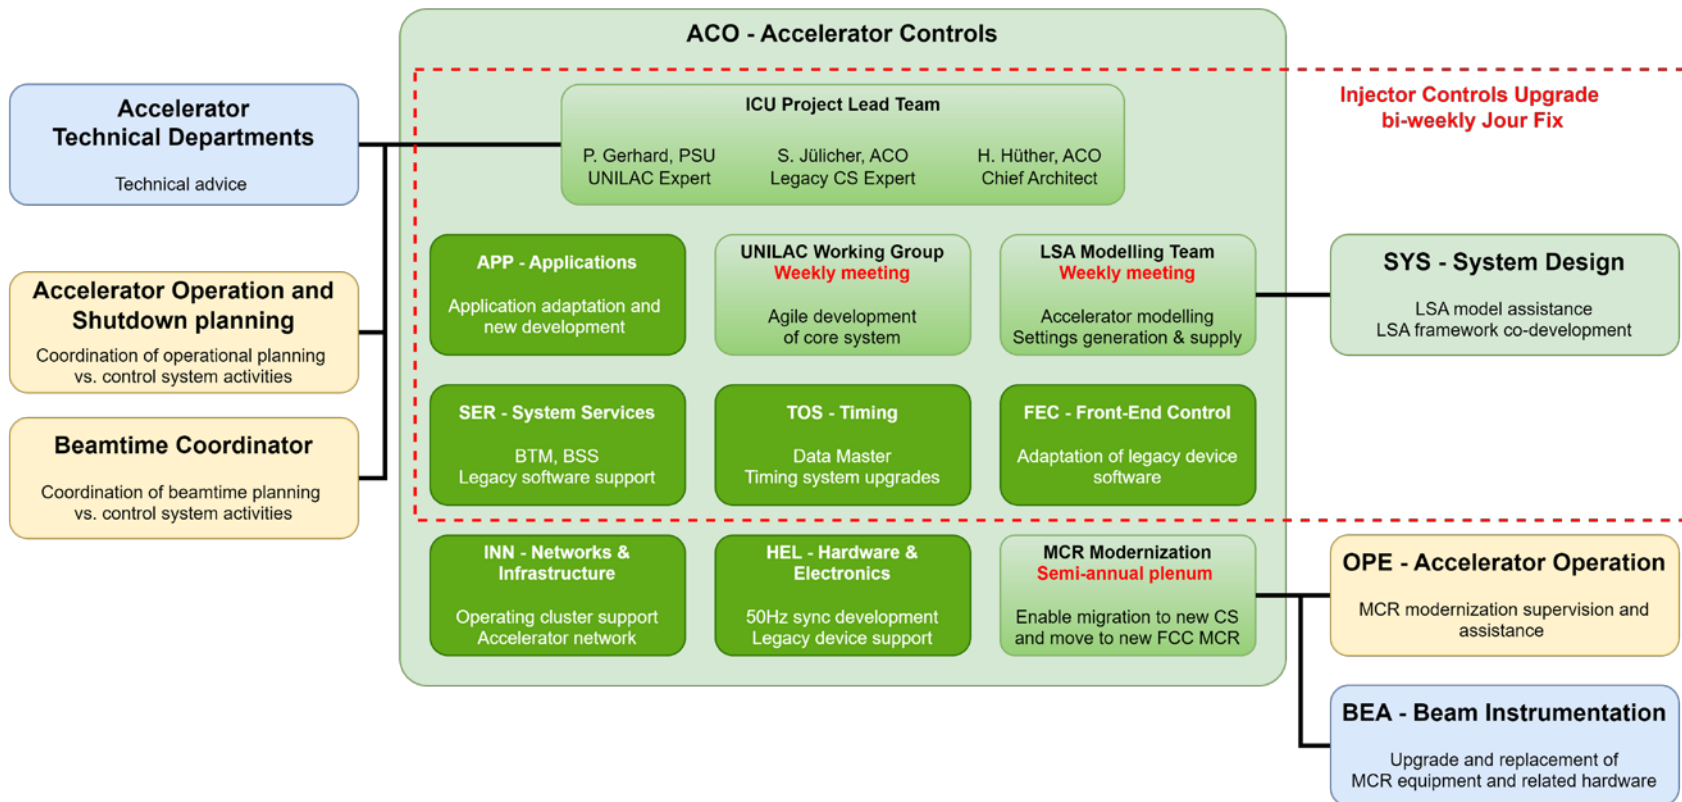 ACO - Accelerator Controls
Injector Controls Upgrade
bi-weekly Jour Fix
Accelerator
Technical Departments
Technical advice
ICU Project Lead Team
P. Gerhard, PSU
UNILAC Expert
S. Jülicher, ACO
Legacy CS Expert
H. Hüther, ACO
Chief Architect
Accelerator Operation and
Shutdown planning
Coordination of operational planning
vs. control system activities
Beamtime Coordinator
Coordination of beamtime planning
vs. control system activities
APP - Applications
Application adaptation and
new development
UNILAC Working Group
Weekly meeting
Agile development
of core system
LSA Modelling Team
Weekly meeting
Accelerator modelling
Settings generation & supply
SYS - System Design
LSA model assistance
LSA framework co-development
SER - System Services
BTM, BSS
Legacy software support
TOS - Timing
Data Master
Timing system upgrades
FEC - Front-End Control
Adaptation of legacy device
software
INN - Networks &
Infrastructure
Operating cluster support
Accelerator network
HEL - Hardware &
Electronics
50Hz sync development
Legacy device support
MCR Modernization
Semi-annual plenum
Enable migration to new CS
and move to new FCC MCR
OPE - Accelerator Operation
MCR modernization supervision and
assistance
BEA - Beam Instrumentation
Upgrade and replacement of
MCR equipment and related hardware